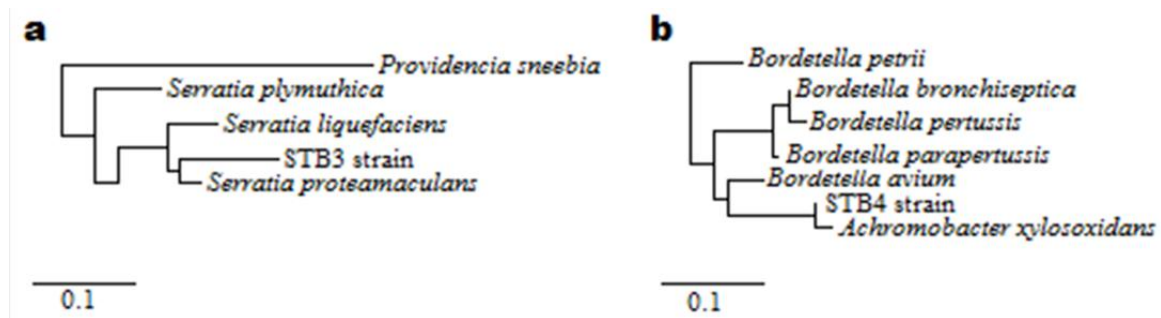 a
Providencia sneebia
Serratia plymuthica
Serratia liquefaciens
STB3 strain
Serratia proteamaculans
0.1
b
Bordetella petrii
Bordetella bronchiseptica
Bordetella pertussis
Bordetella parapertussis
Bordetella avium
STB4 strain
Achromobacter xylosoxidans
0.1